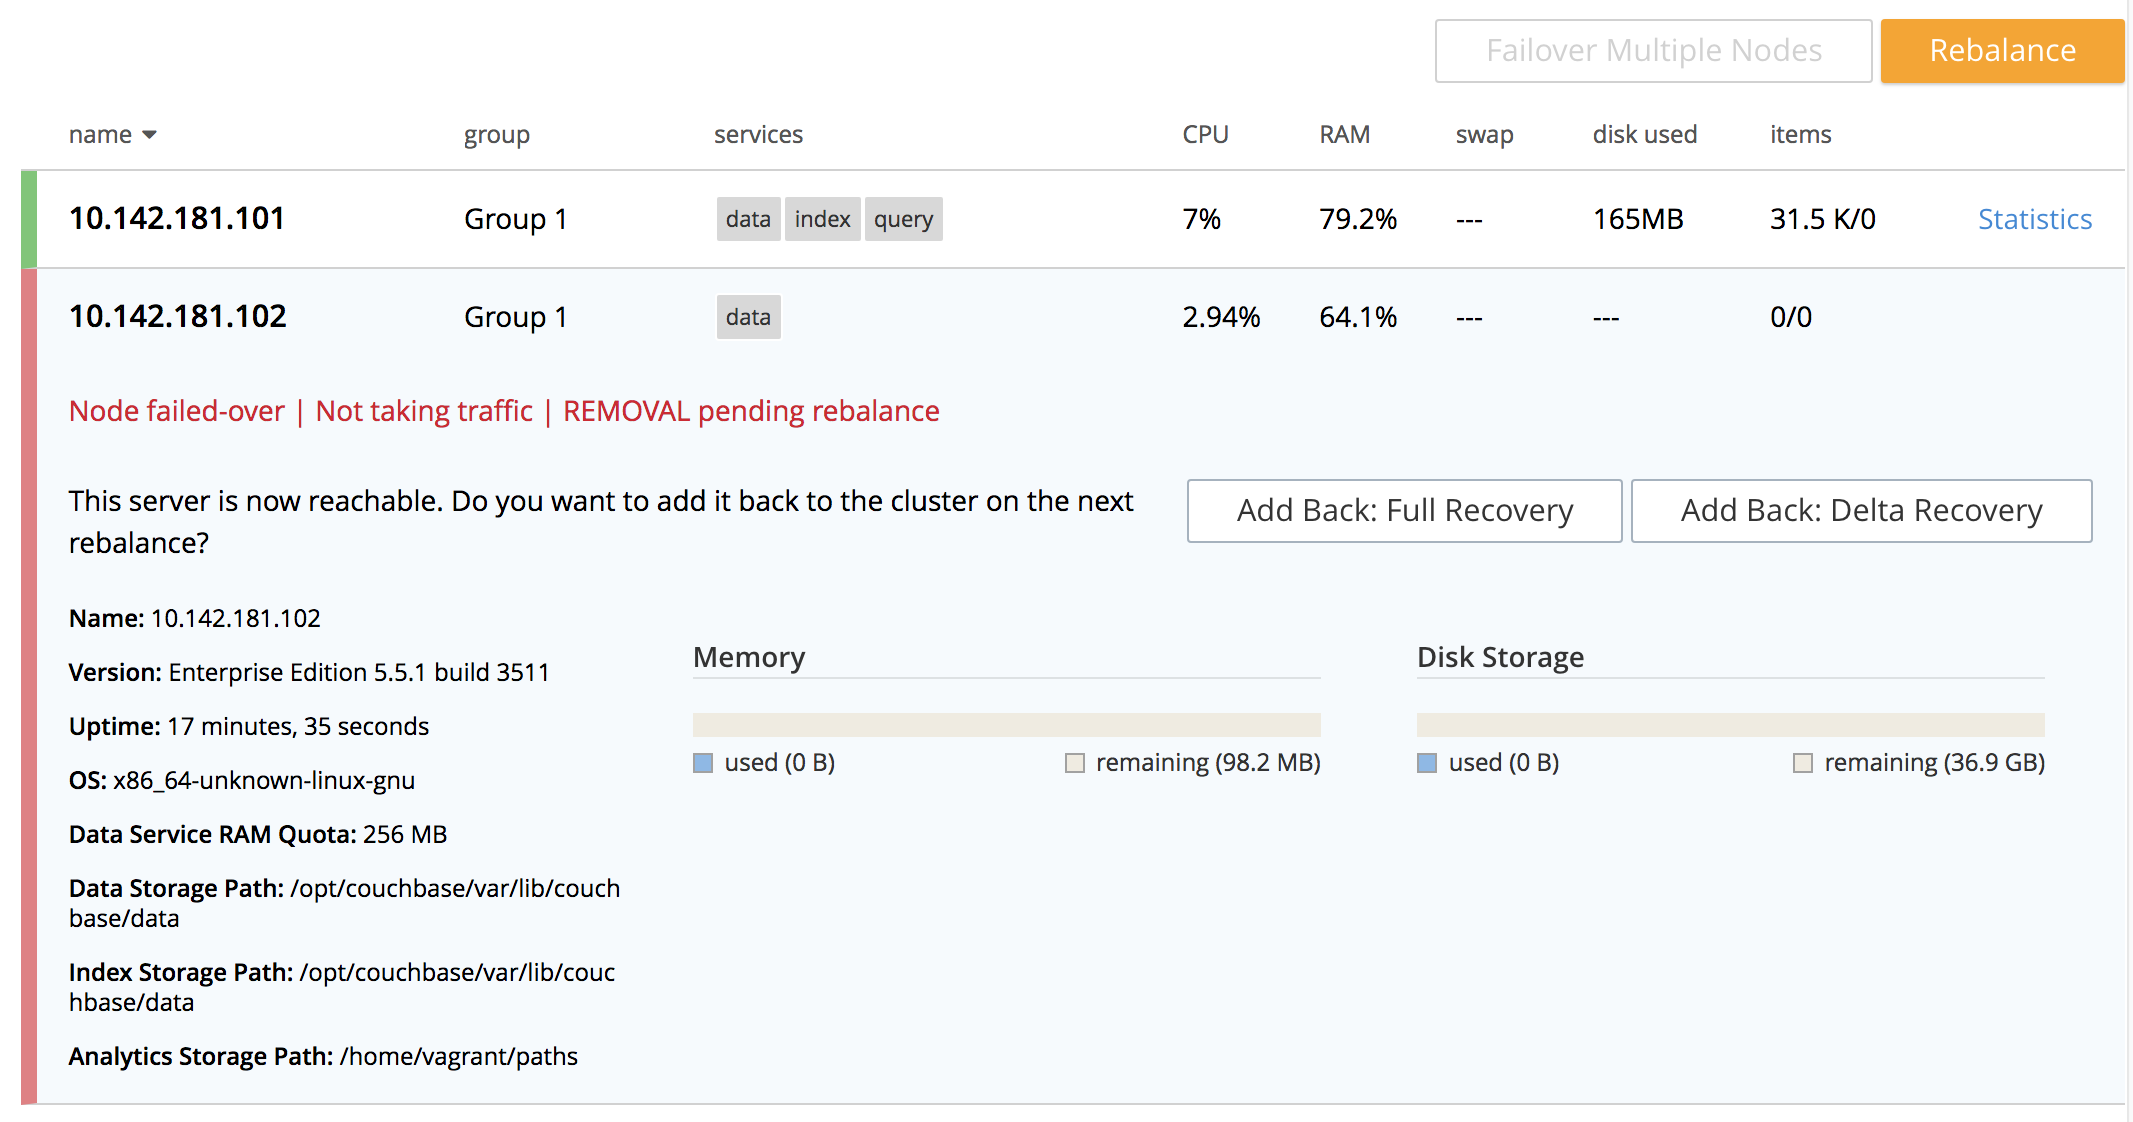 Failover Multiple Nodes Rebalance
name group services CPU RAM swap disk used items
10.142.181.101 Group 1 data index query 7% 79.2% --- 165MB 31.5 K/0 Statistics
10.142.181.102 Group 1 data 2.94% 64.1% --- --- 0/0
Node failed-over | Not taking traffic | REMOVAL pending rebalance
This server is now reachable. Do you want to add it back to the cluster on the next
rebalance?
Add Back: Full Recovery Add Back: Delta Recovery
Name: 10.142.181.102
Version: Enterprise Edition 5.5.1 build 3511
Uptime: 17 minutes, 35 seconds
OS: x86_64-unknown-linux-gnu
Data Service RAM Quota: 256 MB
Data Storage Path: /opt/couchbase/var/lib/couch
base/data
Index Storage Path: /opt/couchbase/var/lib/couc
hbase/data
Analytics Storage Path: /home/vagrant/paths
Memory
used (0 B) remaining (98.2 MB)
Disk Storage
used (0 B) remaining (36.9 GB)